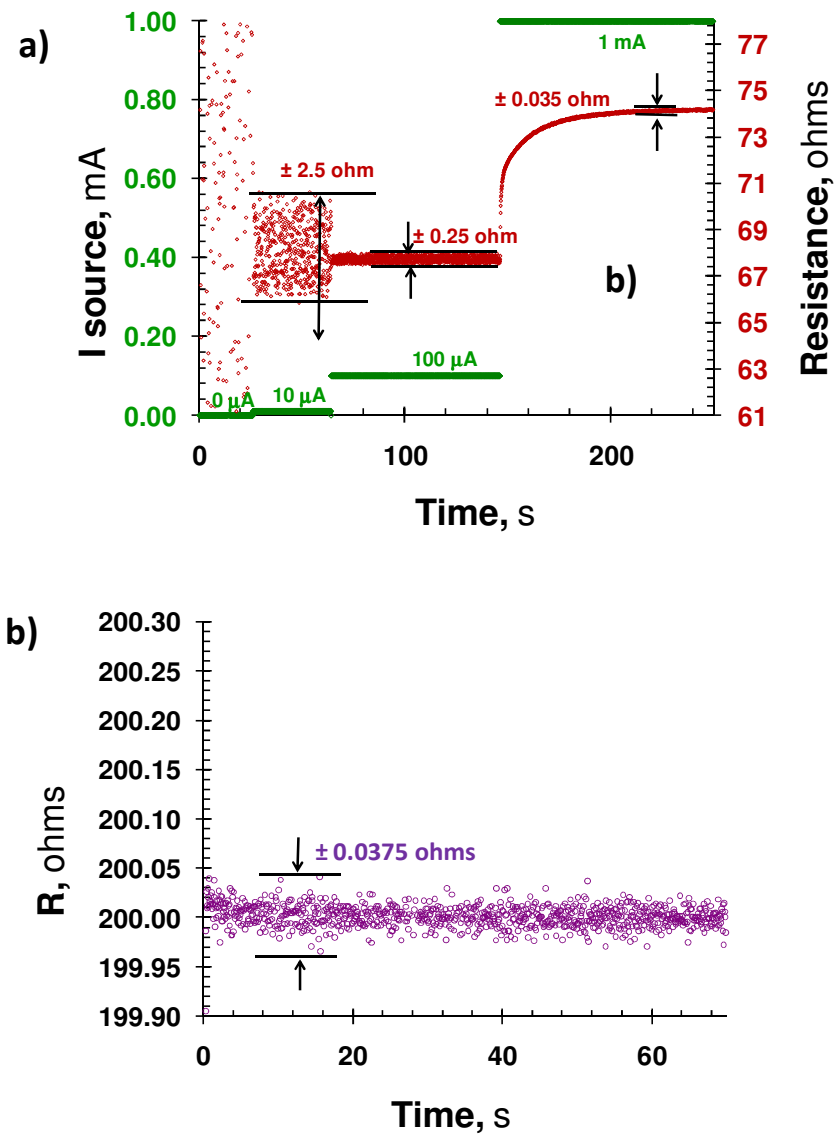 a)
1.00
0.80
0.60
0.40
0.20
0.00
I source, mA
77
75
73
71
69
67
65
63
61
Resistance, ohms
1 mA
± 0.035 ohm
± 2.5 ohm
± 0.25 ohm
b)
100 µA
0 µA
10 µA
0
100
200
Time, s
b)
200.30
200.25
200.20
200.15
200.10
200.05
200.00
199.95
199.90
R, ohms
± 0.0375 ohms
0
20
40
60
Time, s